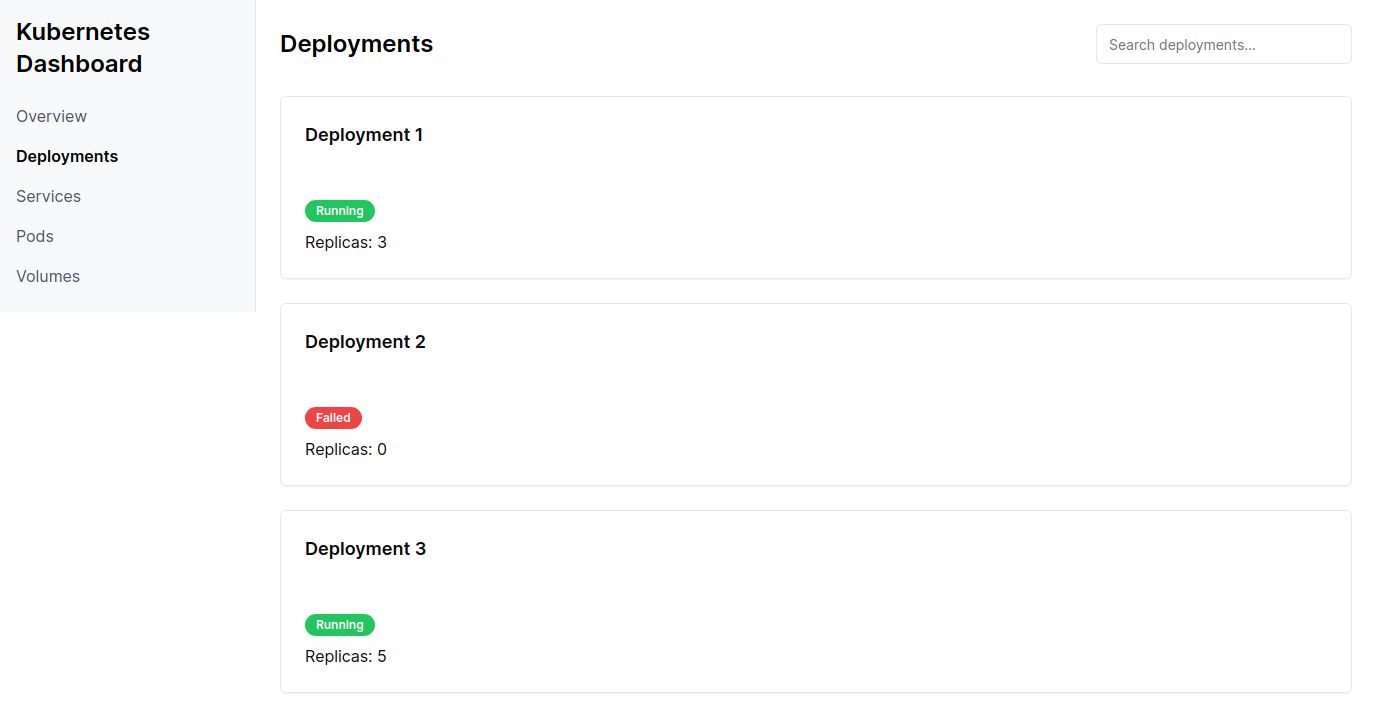 Kubernetes
Dashboard
Overview
Deployments
Services
Pods
Volumes
Deployments
Search deployments...
Deployment 1
Running
Replicas: 3
Deployment 2
Failed
Replicas: 0
Deployment 3
Running
Replicas: 5